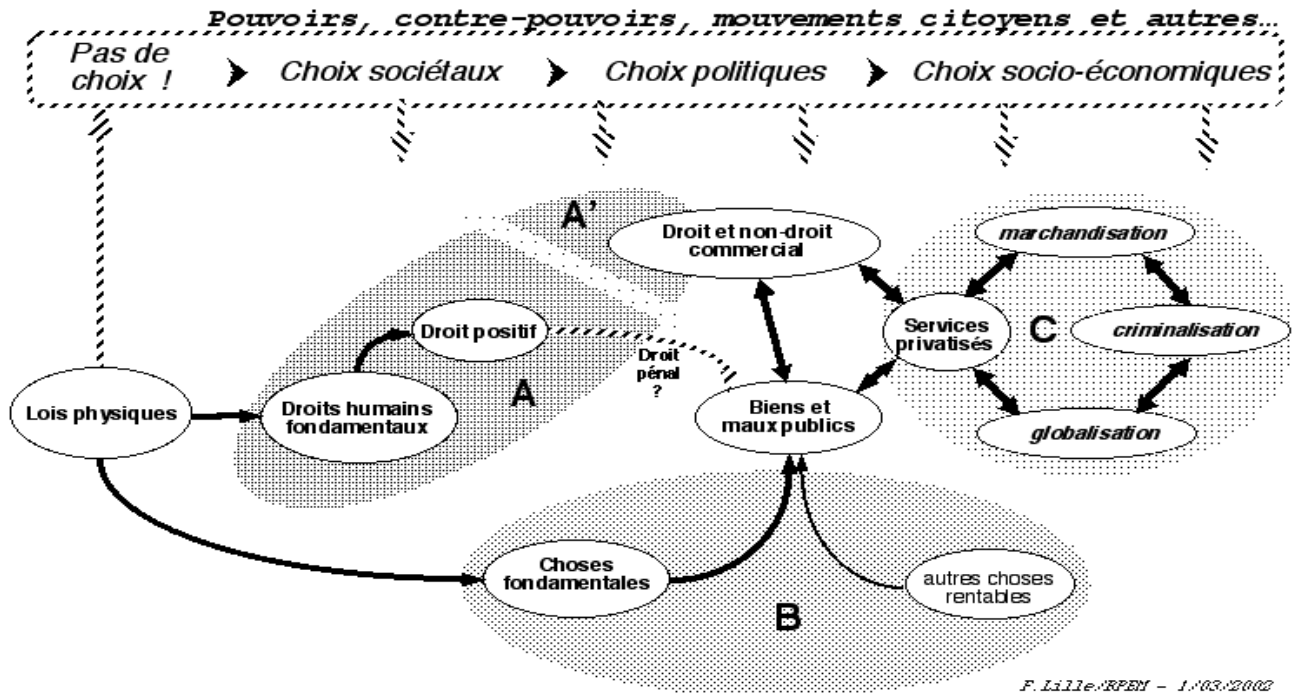 Pouvoirs, contre-pouvoirs, mouvements citoyens et autres…
Pas de
choix !
Choix sociétaux
Choix politiques
Choix socio-économiques
A'
Droit et non-droit
commercial
marchandisation
Droit positif
Services
privatisés
C
criminalisation
Droit
pénal
?
A
Lois physiques
Droits humains
fondamentaux
Biens et
maux publics
globalisation
Choses
fondamentales
autres choses
rentables
B
F.Lille/BPEM - 1/03/2002